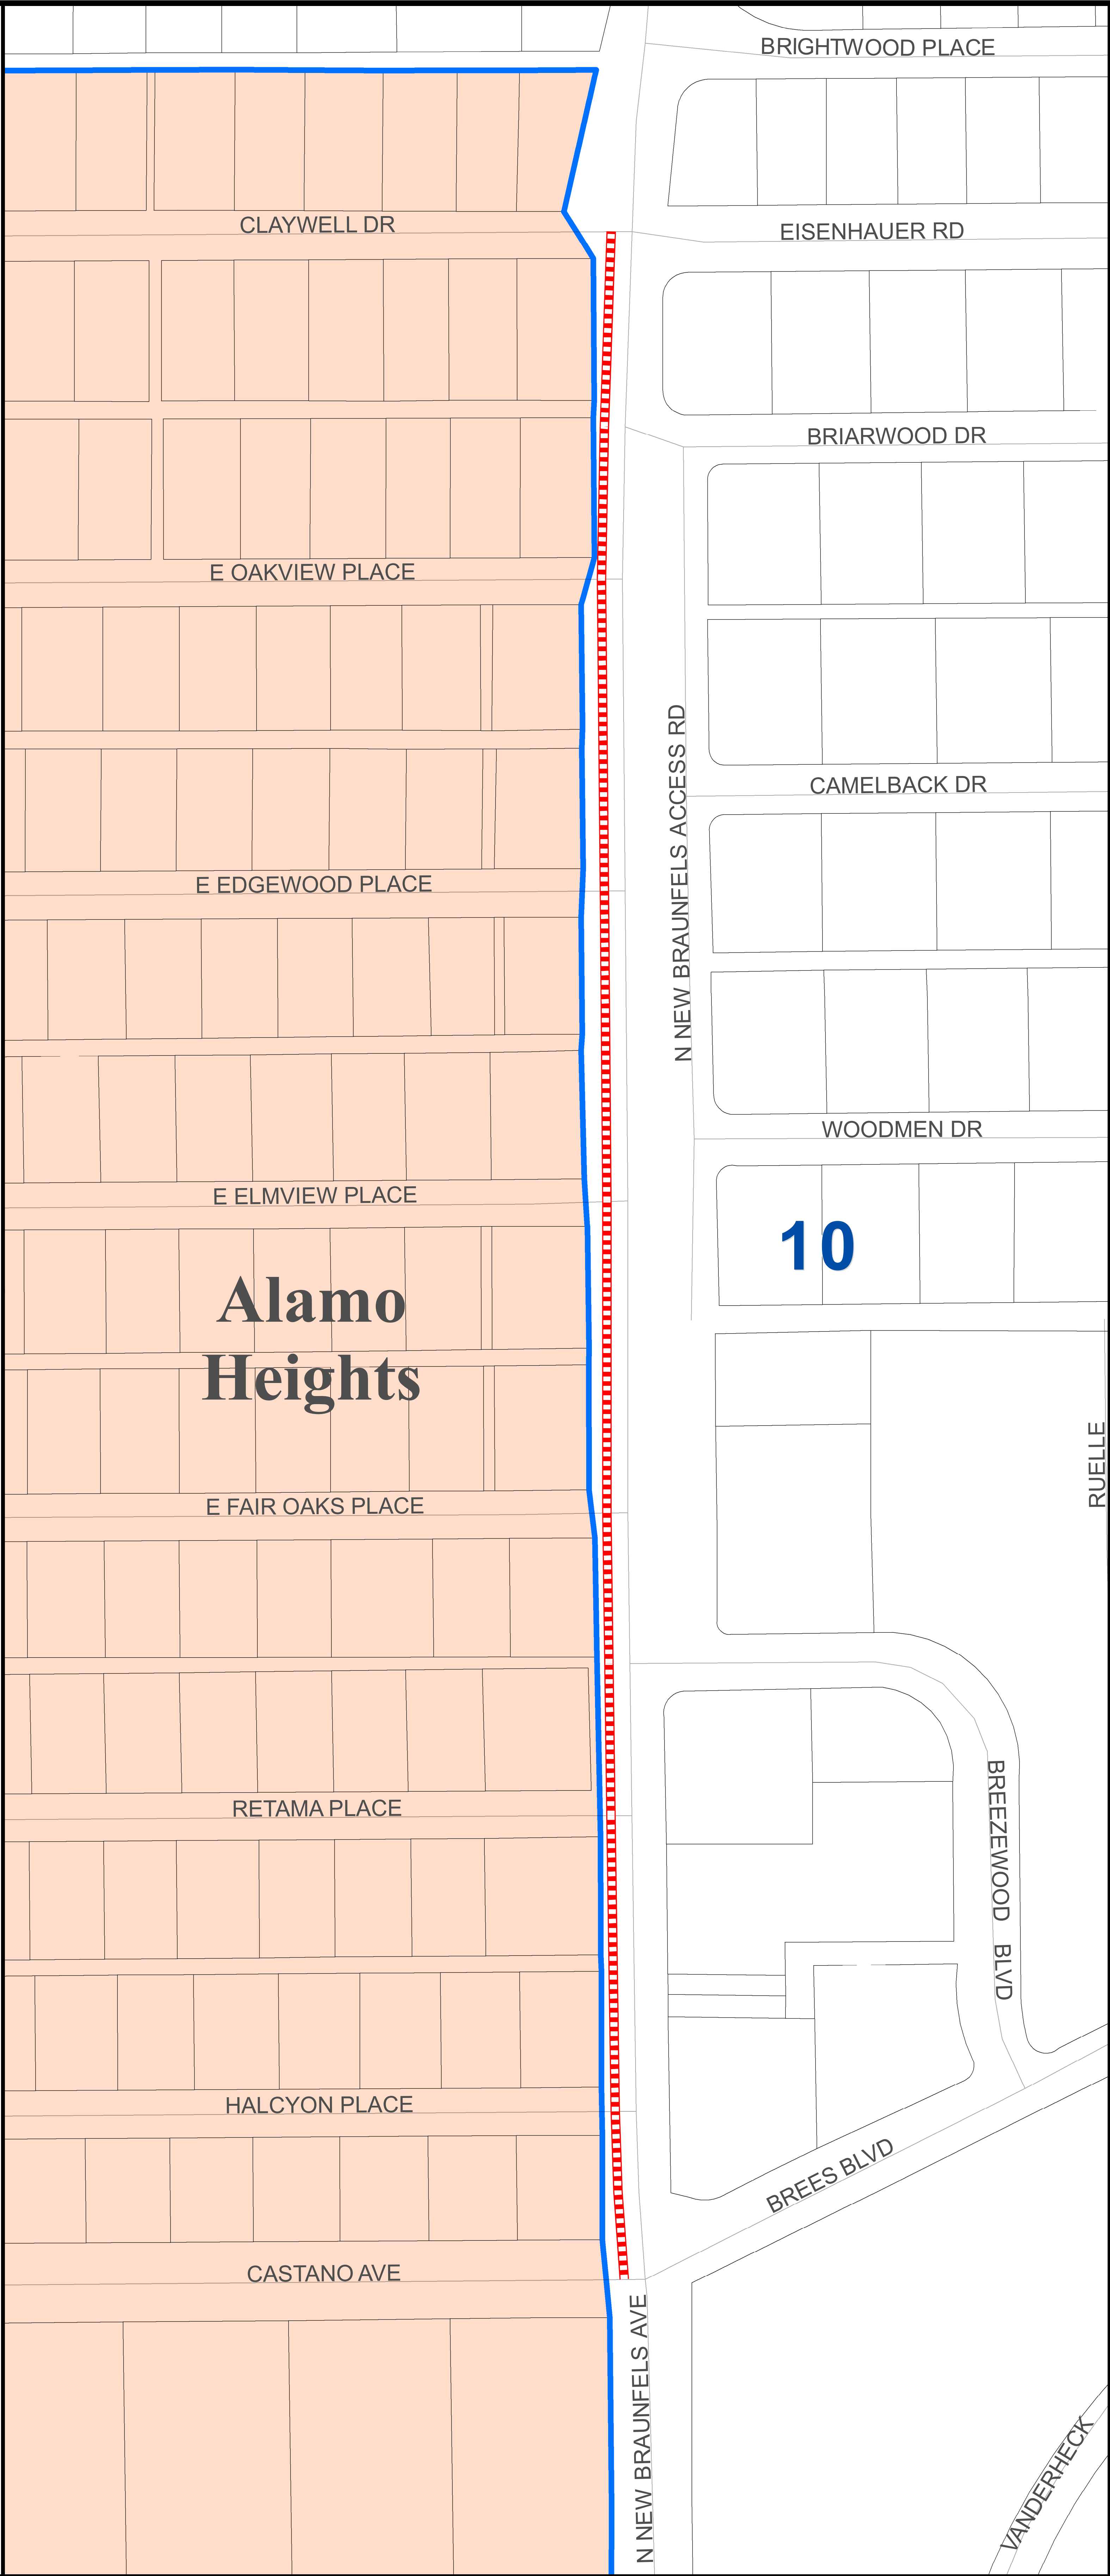 BRIGHTWOOD PLACE
CLAYWELL DR
EISENHAUER RD
BRIARWOOD DR
E OAKVIEW PLACE
N NEW BRAUNFELS ACCESS RD
CAMELBACK DR
E EDGEWOOD PLACE
WOODMEN DR
E ELMVIEW PLACE
10
Alamo
Heights
RUELLE
E FAIR OAKS PLACE
RETAMA PLACE
BREEZEWOOD BLVD
HALCYON PLACE
BREES BLVD
CASTANO AVE
N NEW BRAUNFELS AVE
VANDERHECK